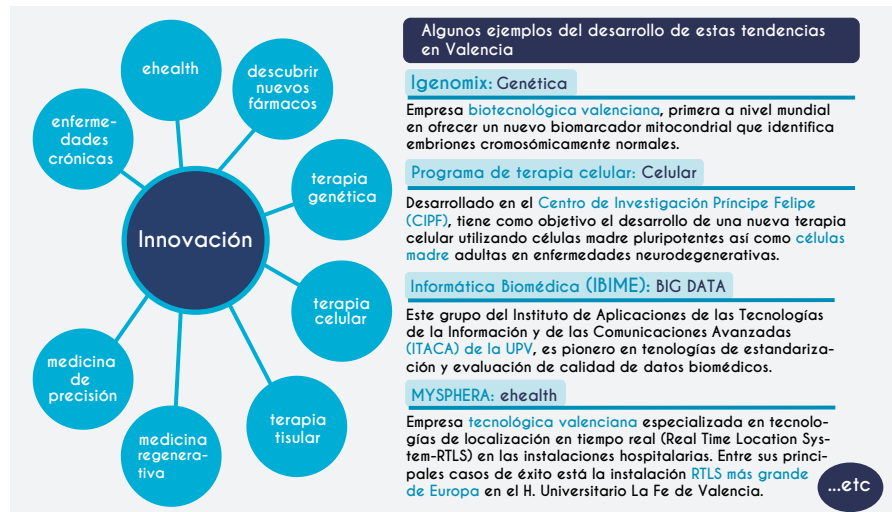 ehealth
descubrir
nuevos
fármacos
enferme-
dades
crónicas
terapia
genética
Innovación
terapia
celular
medicina
de
precisión
terapia
tisular
medicina
regenera-
tiva
Algunos ejemplos del desarrollo de estas tendencias
en Valencia
Igenomix: Genética
Empresa biotecnológica valenciana, primera a nivel mundial
en ofrecer un nuevo biomarcador mitocondrial que identifica
embriones cromosómicamente normales.
Programa de terapia celular: Celular
Desarrollado en el Centro de Investigación Príncipe Felipe
(CIPF), tiene como objetivo el desarrollo de una nueva terapia
celular utilizando células madre pluripotentes así como células
madre adultas en enfermedades neurodegenerativas.
Informática Biomédica (IBIME): BIG DATA
Este grupo del Instituto de Aplicaciones de las Tecnologías
de la Información y de las Comunicaciones Avanzadas
(ITACA) de la UPV, es pionero en tenologías de estandariza-
ción y evaluación de calidad de datos biomédicos.
MYSPHERA: ehealth
Empresa tecnológica valenciana especializada en tecnolo-
gías de localización en tiempo real (Real Time Location Sys-
tem-RTLS) en las instalaciones hospitalarias. Entre sus princi-
pales casos de éxito está la instalación RTLS más grande
de Europa en el H. Universitario La Fe de Valencia.
...etc